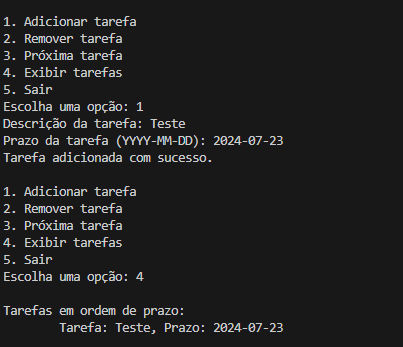 1. Adicionar tarefa
2. Remover tarefa
3. Próxima tarefa
4. Exibir tarefas
5. Sair
Escolha uma opção: 1
Descrição da tarefa: Teste
Prazo da tarefa (YYYY-MM-DD): 2024-07-23
Tarefa adicionada com sucesso.
1. Adicionar tarefa
2. Remover tarefa
3. Próxima tarefa
4. Exibir tarefas
5. Sair
Escolha uma opção: 4
Tarefas em ordem de prazo:
Tarefa: Teste, Prazo: 2024-07-23